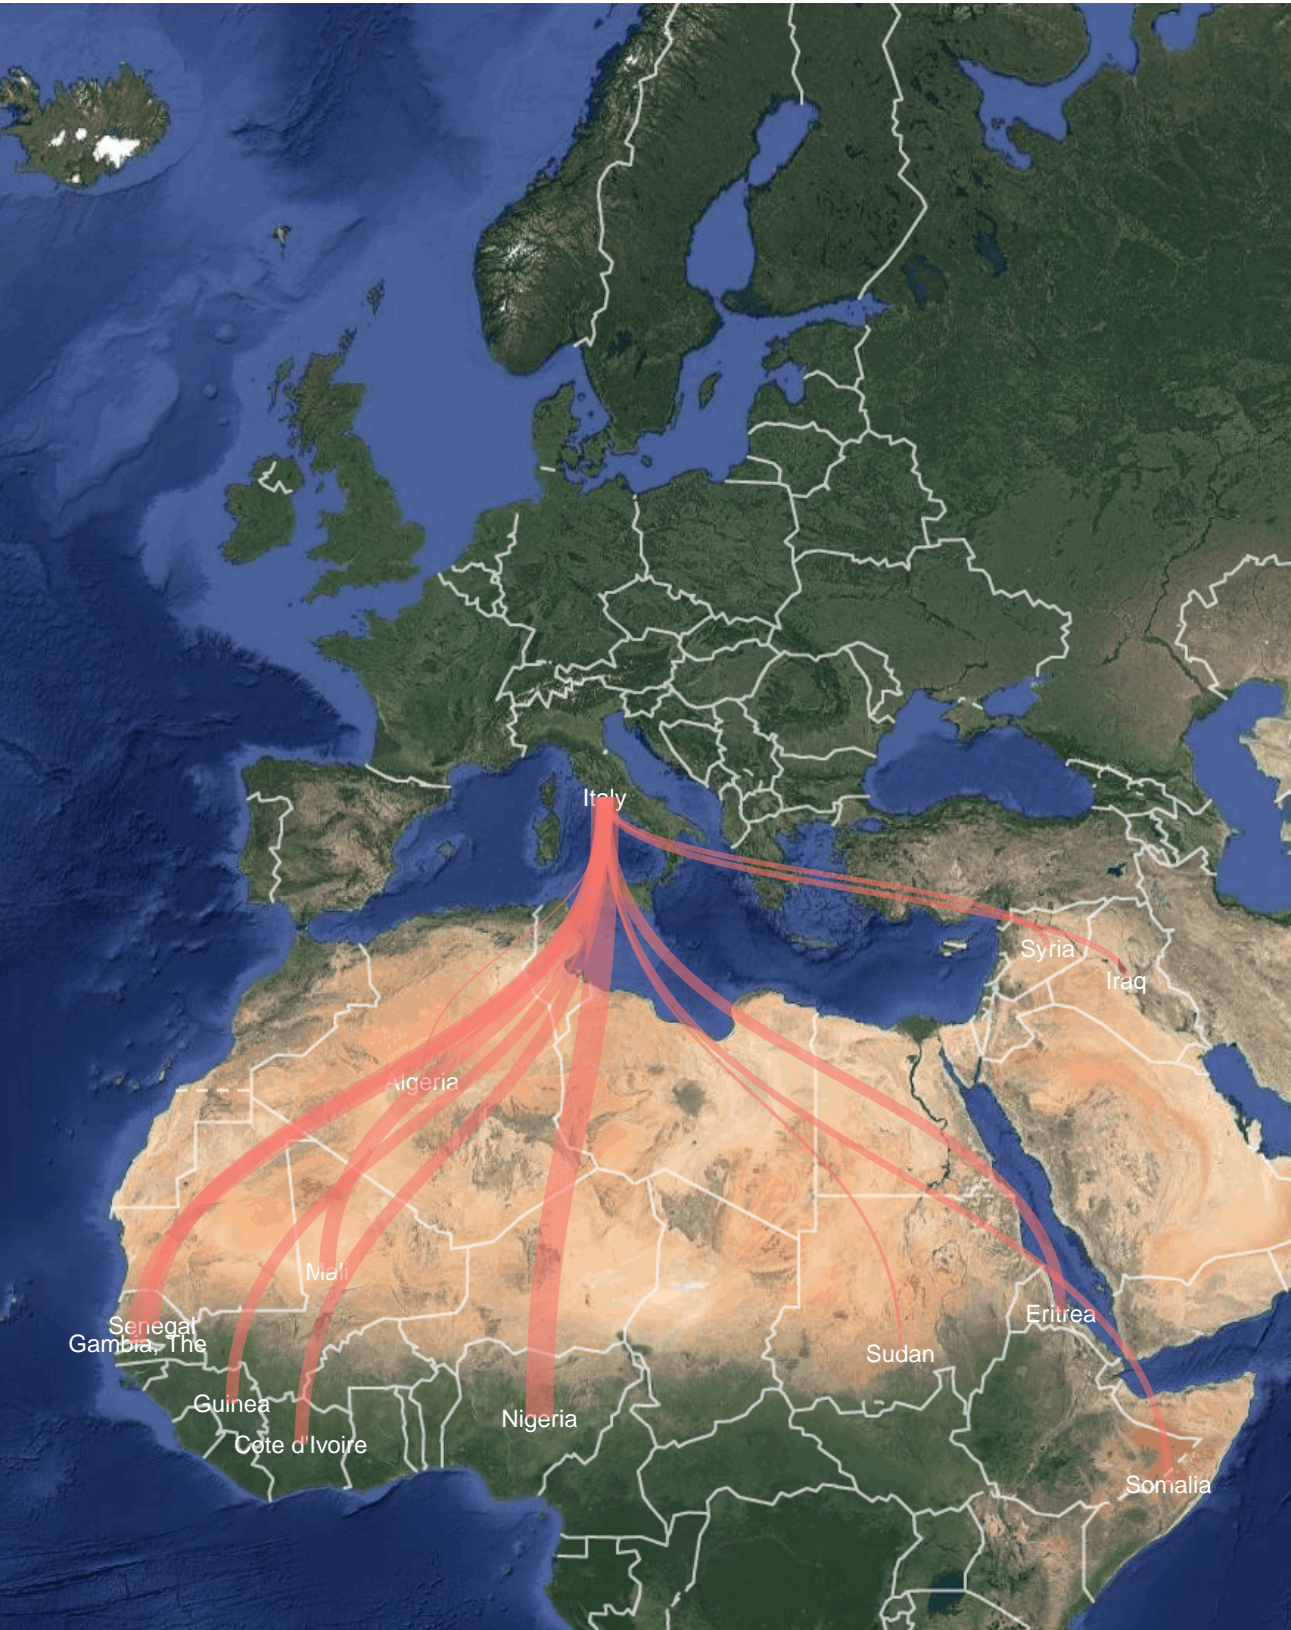 Italy
Syria
Iraq
Algeria
Mali
Senegal
Gambia, The
Eritrea
Sudan
Guinea
Nigeria
Cote d'Ivoire
Somalia